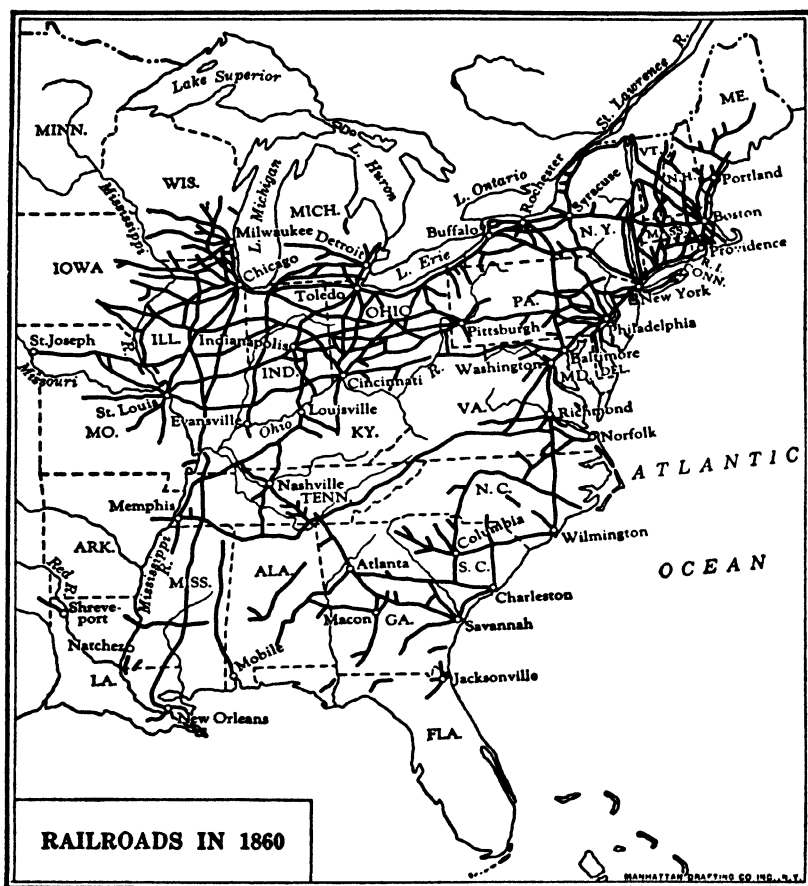 Lake Superior
MINN.
WIS.
Mississippi
L. Michigan
MICH.
L. Huron
St. Lawrence R.
ME.
VT.
N.H.
Portland
L. Ontario
Rochester
Syracuse
Buffalo
N. Y.
MASS.
Boston
Providence
R. I.
CONN.
New York
Milwaukee
Detroit
L. Erie
IOWA
Chicago
Toledo
OHIO
PA.
Pittsburgh
Philadelphia
St. Joseph
R.
ILL.
Indianapolis
IND.
Cincinnati
R.
Washington
Baltimore
MD.
DEL.
Missouri
St. Louis
MO.
Evansville
Ohio
Louisville
KY.
VA.
Richmond
Norfolk
ATLANTIC
OCEAN
Nashville
TENN.
Memphis
N. C.
Columbia
S. C.
Wilmington
ARK.
Mississippi R.
MISS.
ALA.
Atlanta
Charleston
Red R.
Shreve-
port
Macon
GA.
Savannah
Natchez
LA.
Mobile
Jacksonville
New Orleans
FLA.
RAILROADS IN 1860
MANHATTAN DRAFTING CO. INC., N.Y.